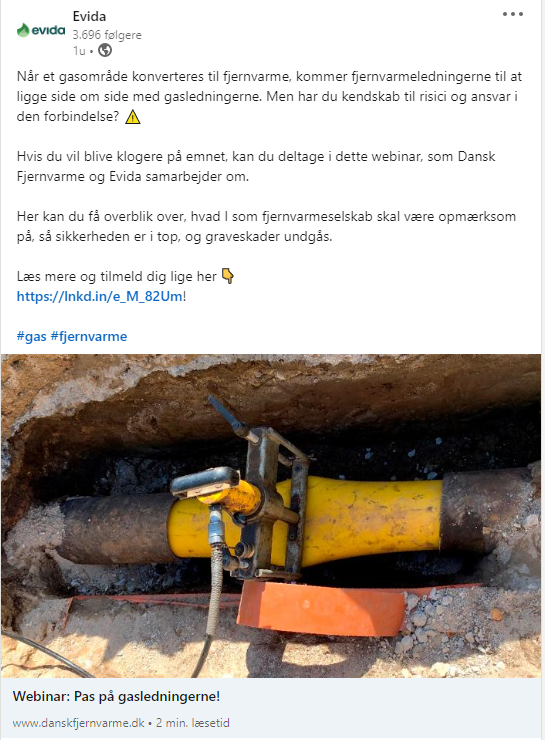 evida
Evida
3.696 følgere
1u •
Når et gasområde konverteres til fjernvarme, kommer fjernvarmeledningerne til at
ligge side om side med gasledningerne. Men har du kendskab til risici og ansvar i
den forbindelse? ⚠️
Hvis du vil blive klogere på emnet, kan du deltage i dette webinar, som Dansk
Fjernvarme og Evida samarbejder om.
Her kan du få overblik over, hvad I som fjernvarmeselskab skal være opmærksom
på, så sikkerheden er i top, og graveskader undgås.
Læs mere og tilmeld dig lige her 👇
https://lnkd.in/e_M_82Um!
#gas #fjernvarme
Webinar: Pas på gasledningerne!
www.danskfjernvarme.dk • 2 min. læsetid